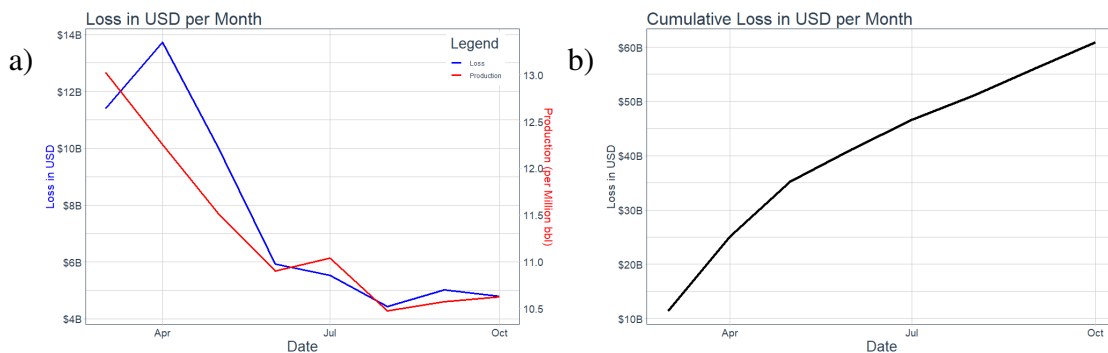 a)
Loss in USD per Month
$14B
$12B
$10B
$8B
$6B
$4B
Loss in USD
Legend
Loss
Production
13.0
12.5
12.0
11.5
11.0
10.5
Production (per Million bbl)
Apr
Jul
Oct
Date
b)
Cumulative Loss in USD per Month
$60B
$50B
$40B
$30B
$20B
$10B
Loss in USD
Apr
Jul
Oct
Date